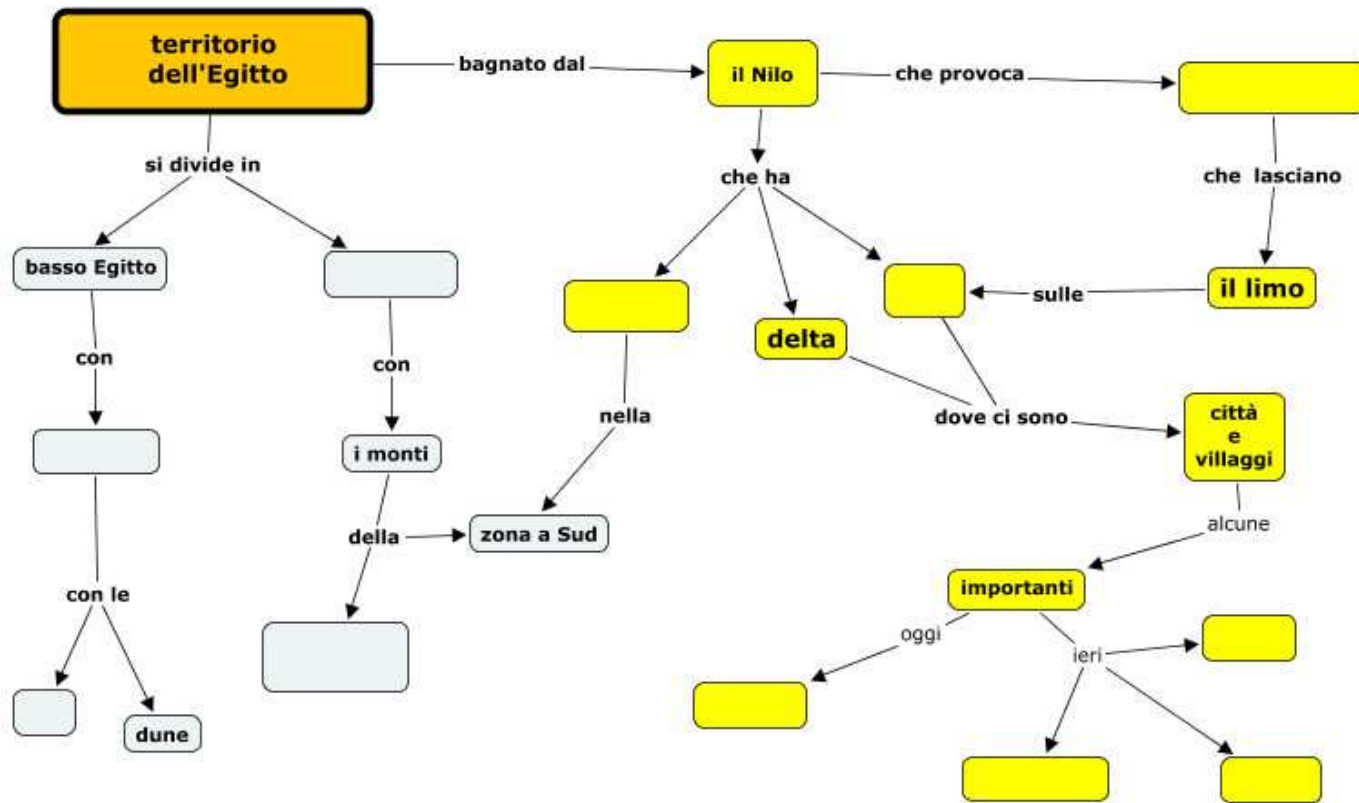 territorio
dell'Egitto
bagnato dal
il Nilo
che provoca
si divide in
che ha
che lasciano
basso Egitto
il limo
sulle
delta
con
con
nella
dove ci sono
città
e
villaggi
i monti
della
zona a Sud
alcune
con le
importanti
oggi
ieri
dune